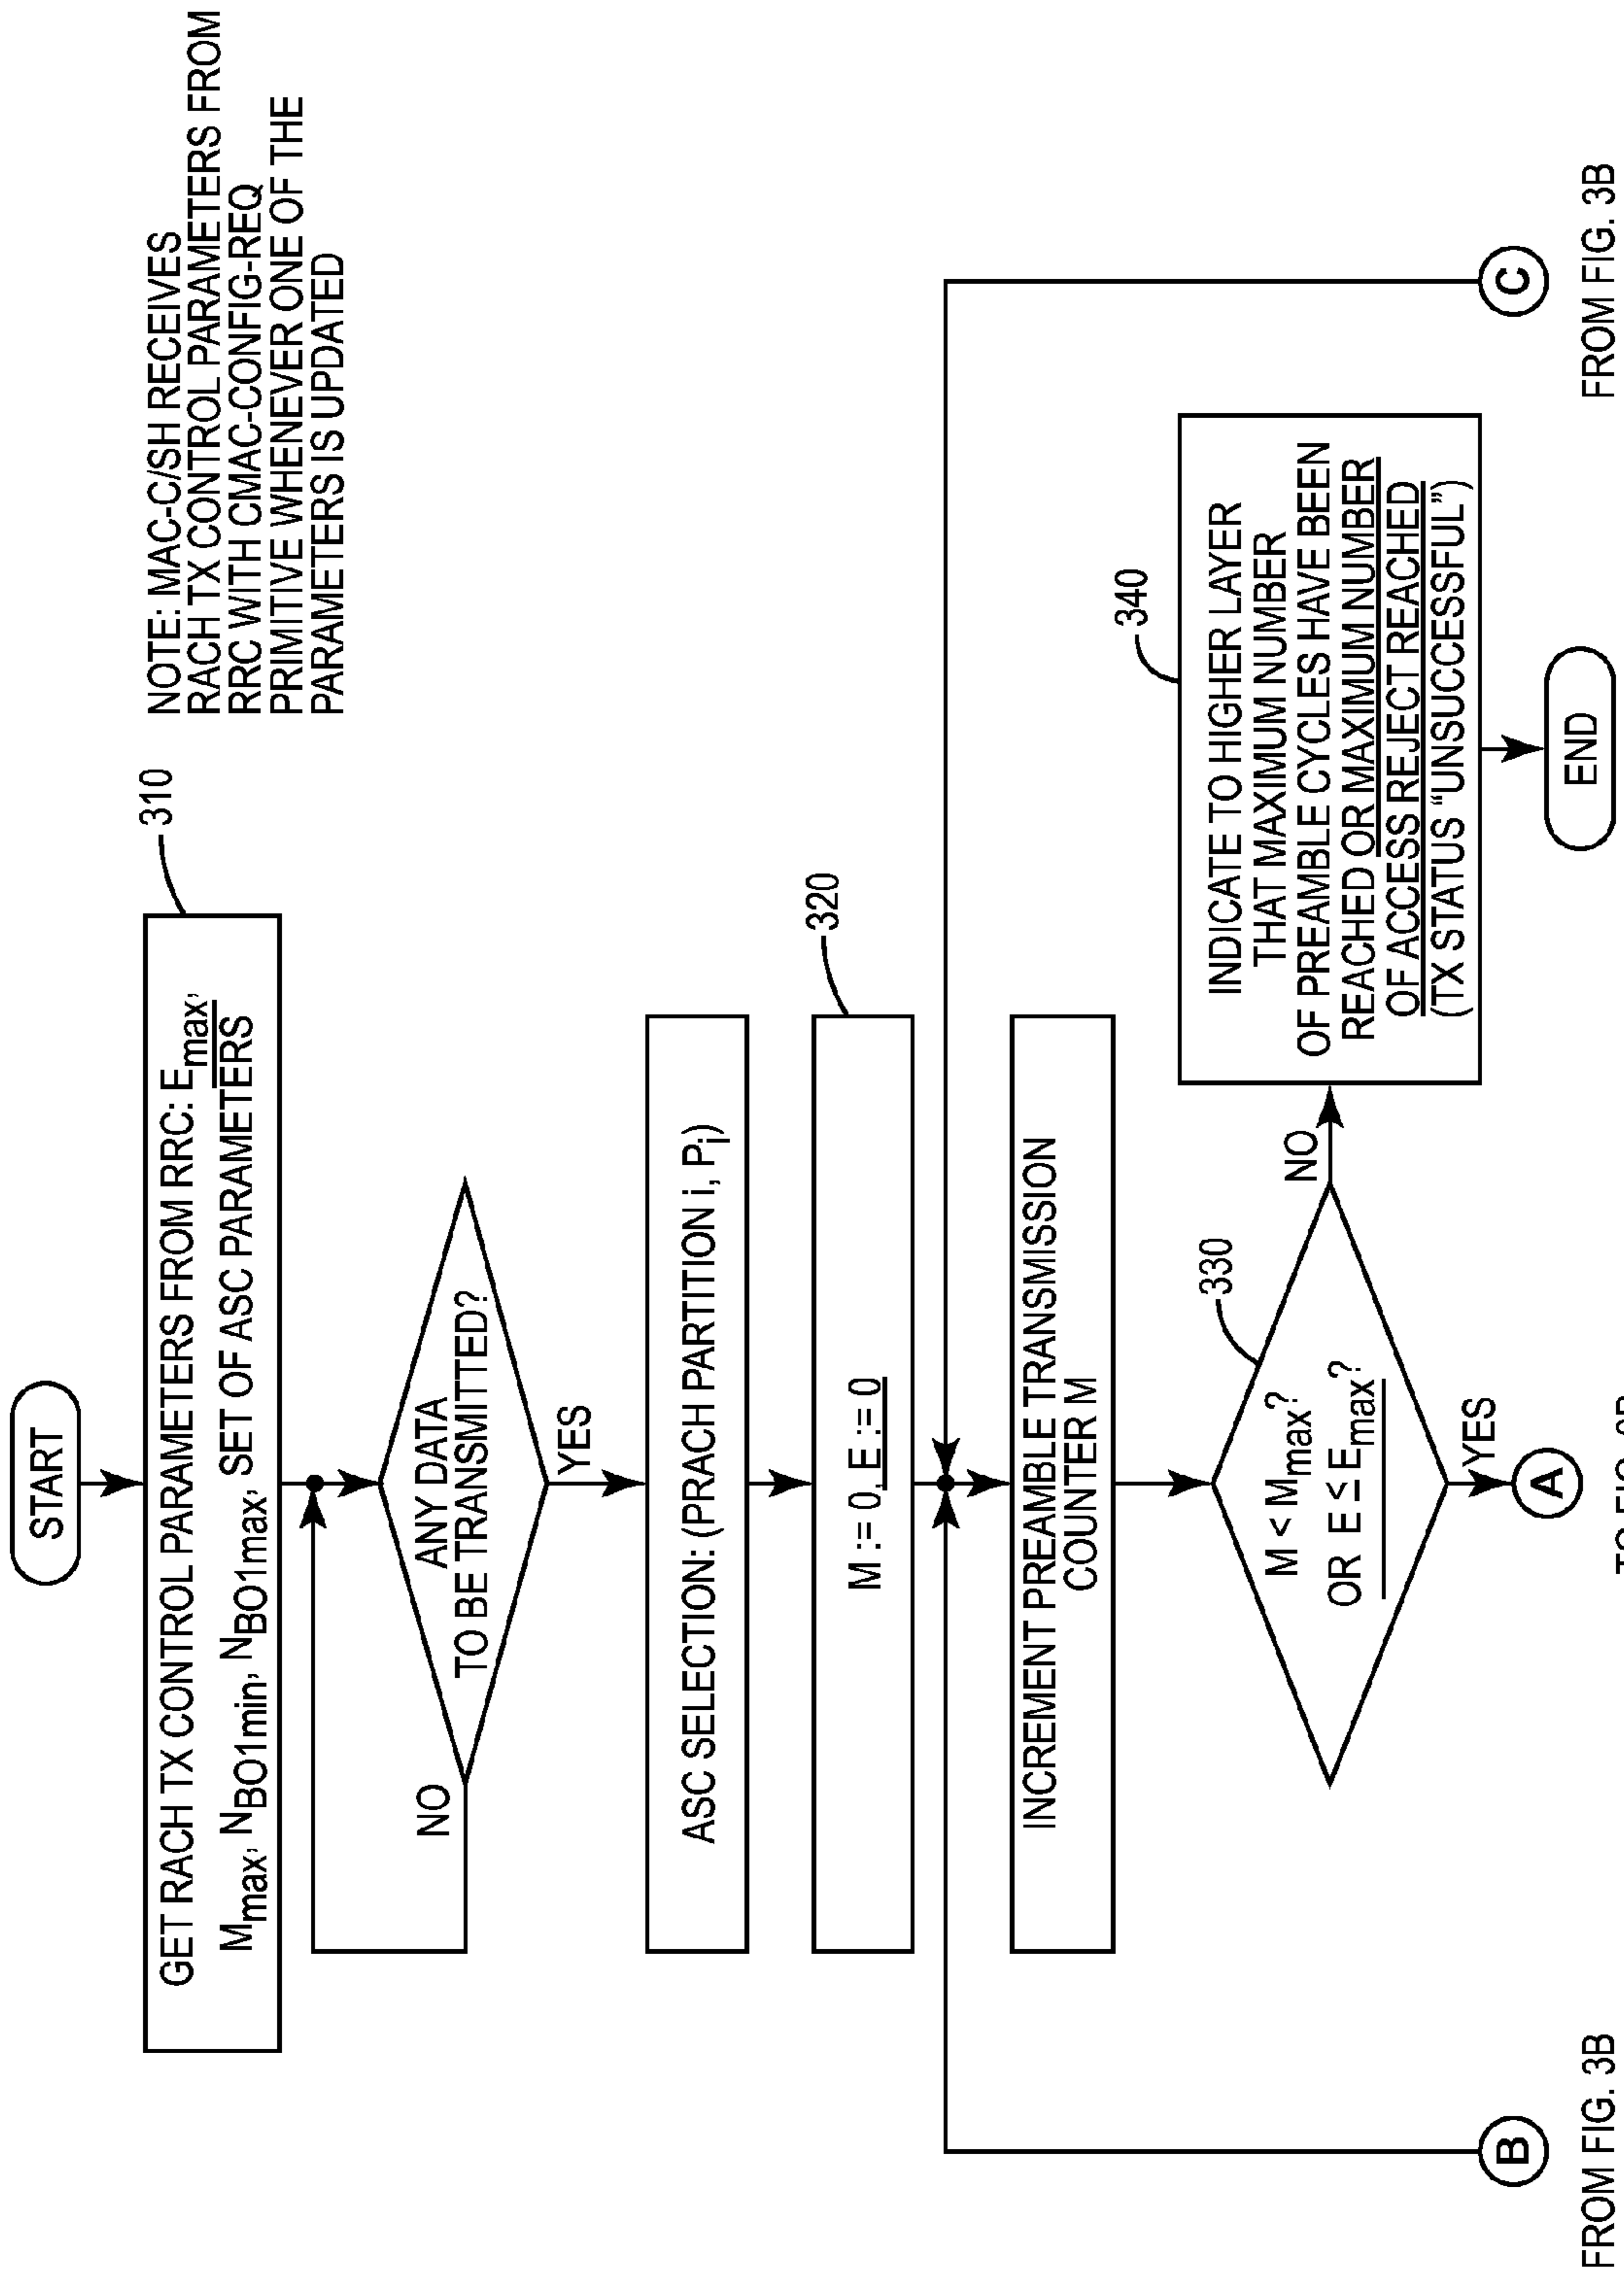 START
GET RACH TX CONTROL PARAMETERS FROM RRC: Emax,
Mmax, NBO1min, NBO1max, SET OF ASC PARAMETERS
310
NOTE: MAC-C/SH RECEIVES
RACH TX CONTROL PARAMETERS FROM
RRC WITH CMAC-CONFIG-REQ
PRIMITIVE WHENEVER ONE OF THE
PARAMETERS IS UPDATED
ANY DATA
TO BE TRANSMITTED?
NO
YES
ASC SELECTION: (PRACH PARTITION i, Pi)
320
M := 0, E := 0
INCREMENT PREAMBLE TRANSMISSION
COUNTER M
330
M < Mmax?
OR E ≤ Emax?
NO
YES
340
INDICATE TO HIGHER LAYER
THAT MAXIMUM NUMBER
OF PREAMBLE CYCLES HAVE BEEN
REACHED OR MAXIMUM NUMBER
OF ACCESS REJECT REACHED
(TX STATUS “UNSUCCESSFUL”)
END
B
FROM FIG. 3B
A
C
FROM FIG. 3B